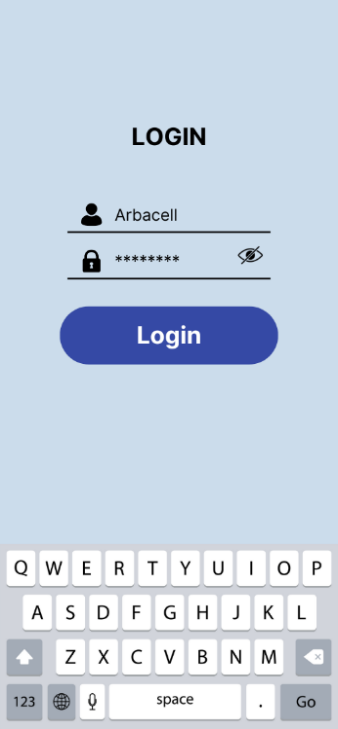 LOGIN
Arbacell
********
Login
Q W E R T Y U I O P
A S D F G H J K L
Z X C V B N M
123 space . Go